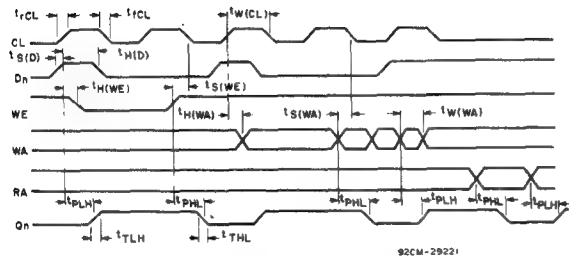 trCL tfCL tW(CL)
CL
tS(D) tH(D)
Dn
tH(WE) tS(WE)
WE
tH(WA) tS(WA) tW(WA)
WA
RA
tPLH tPHL tPHL tPLH tPHL tPLH
Qn
tTLH tTHL
92CM-29221